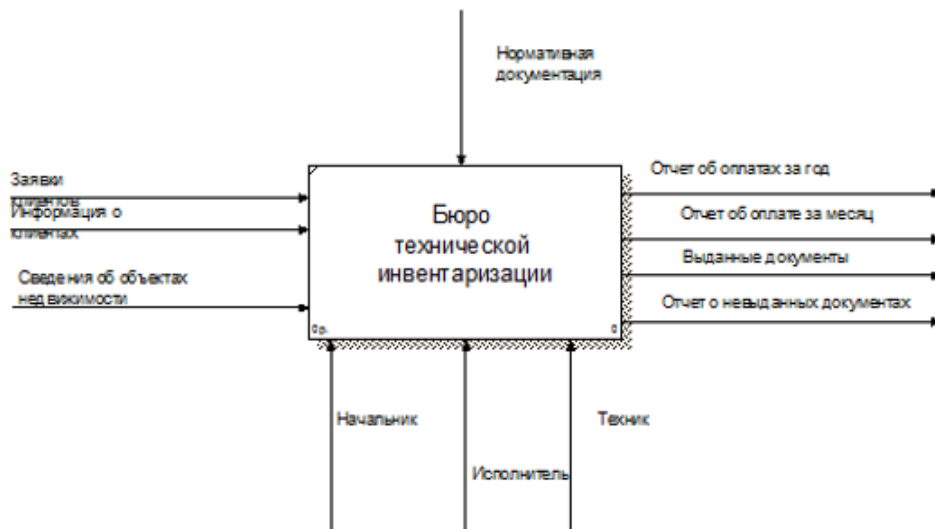 Нормативная
документация
Заявки
клиентов
Информация о
клиентах
Сведения об объектах
недвижимости
Бюро
технической
инвентаризации
0р.
0
Отчет об оплатах за год
Отчет об оплате за месяц
Выданные документы
Отчет о невыданных документах
Начальник
Исполнитель
Техник